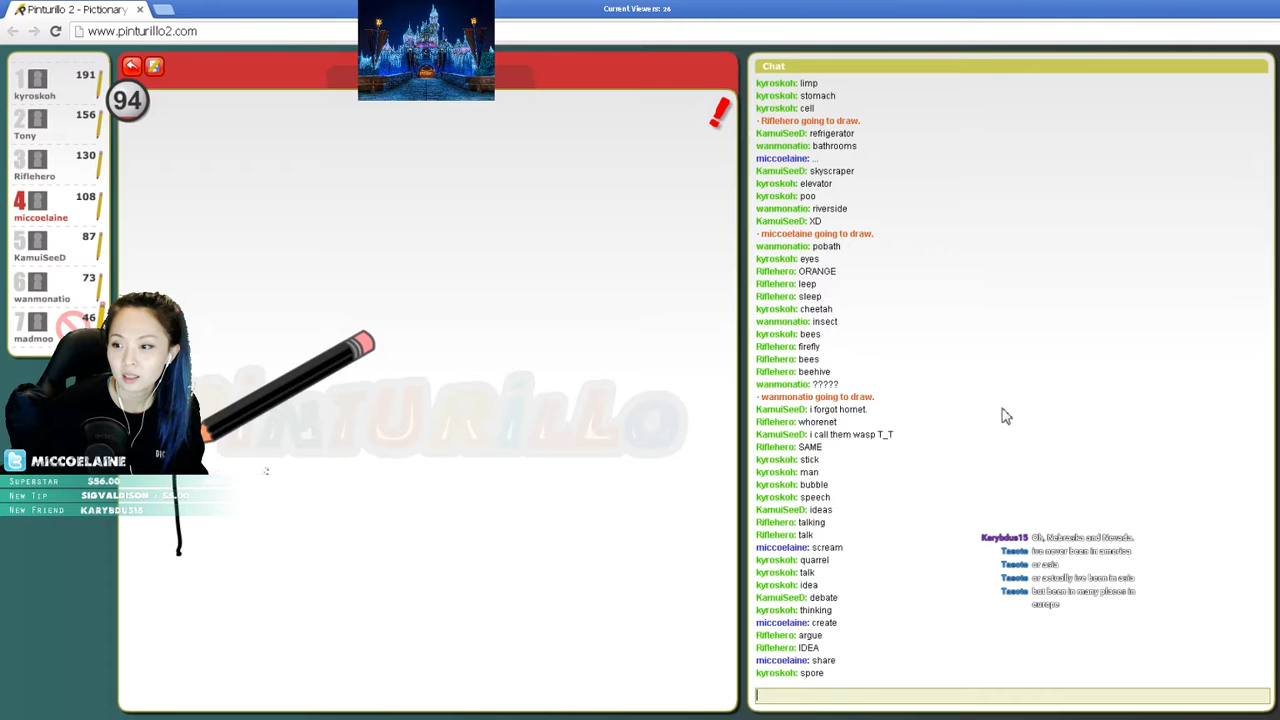 Pinturillo 2 - Pictionary
Current Viewers: 26
www.pinturillo2.com
1 191
kyroskoh
2 156
Tony
3 130
Riflehero
4 108
miccoelaine
5 87
KamuiSeeD
6 73
wanmonatio
7 46
madmoo
94
!
PINTURILLO
MICCOELAINE
SUPERSTAR $56.00
NEW TIP
NEW FRIEND KARYBDUS15
Chat
kyroskoh: limp
kyroskoh: stomach
kyroskoh: cell
· Riflehero going to draw.
KamuiSeeD: refrigerator
wanmonatio: bathrooms
miccoelaine: ...
KamuiSeeD: skyscraper
kyroskoh: elevator
kyroskoh: poo
wanmonatio: riverside
KamuiSeeD: XD
· miccoelaine going to draw.
wanmonatio: pobath
kyroskoh: eyes
Riflehero: ORANGE
Riflehero: leep
Riflehero: sleep
kyroskoh: cheetah
wanmonatio: insect
kyroskoh: bees
Riflehero: firefly
Riflehero: bees
Riflehero: beehive
wanmonatio: ?????
· wanmonatio going to draw.
KamuiSeeD: i forgot hornet.
Riflehero: whorenet
KamuiSeeD: i call them wasp T_T
Riflehero: SAME
kyroskoh: stick
kyroskoh: man
kyroskoh: bubble
kyroskoh: speech
KamuiSeeD: ideas
Riflehero: talking
Riflehero: talk
miccoelaine: scream
kyroskoh: quarrel
kyroskoh: talk
kyroskoh: idea
KamuiSeeD: debate
kyroskoh: thinking
miccoelaine: create
Riflehero: argue
Riflehero: IDEA
miccoelaine: share
kyroskoh: spore
Karybdus15 Oh, Nebraska and Nevada.
Tasote ive never been in america
Tasote or asia
Tasote or actually ive been in asia
Tasote but been in many places in
europe